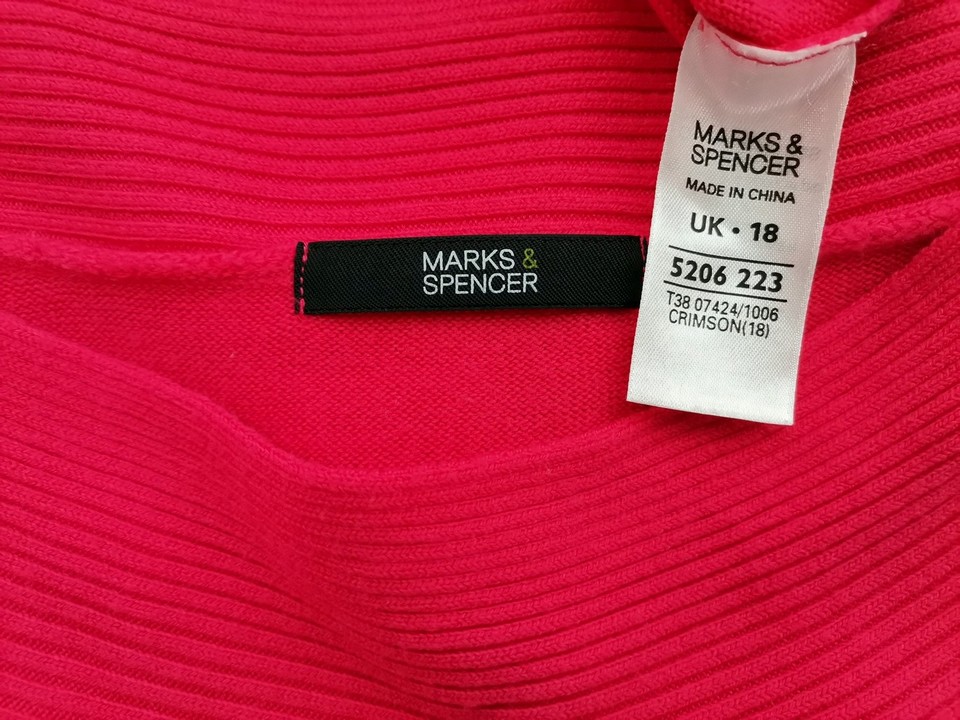 MARKS &
SPENCER
MARKS &
SPENCER
MADE IN CHINA
UK • 18
5206 223
T38 07424/1006
CRIMSON(18)